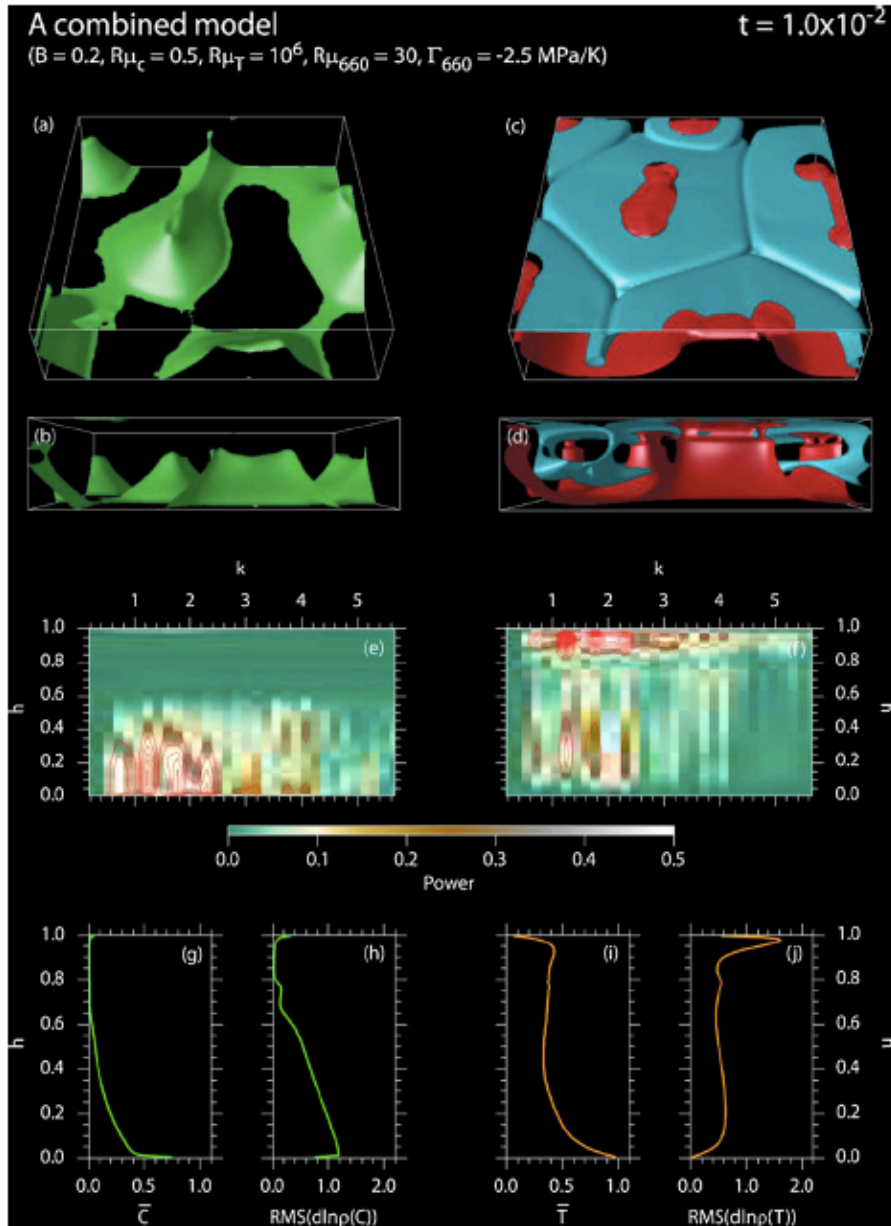 A combined model
t = 1.0x10⁻²
(B = 0.2, Rμc = 0.5, RμT = 10⁶, Rμ660 = 30, Γ660 = -2.5 MPa/K)
(a)
(c)
(b)
(d)
k
k
1 2 3 4 5
1 2 3 4 5
1.0 (e) (f) 1.0
0.8 0.8
0.6 0.6
h
0.4 0.4
0.2 0.2
0.0 0.0
0.0 0.1 0.2 0.3 0.4 0.5
Power
1.0 (g) (h) (i) (j) 1.0
0.8 0.8
0.6 0.6
h
0.4 0.4
0.2 0.2
0.0 0.0
0.0 0.5 1.0 0.0 1.0 2.0 0.0 0.5 1.0 0.0 1.0 2.0
C̅ RMS(dlnρ(C)) T̅ RMS(dlnρ(T))